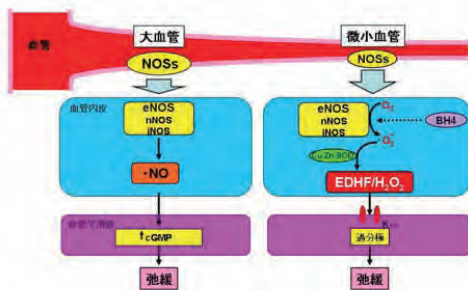 血管
大血管
微小血管
NOSs
NOSs
血管内皮
eNOS
nNOS
iNOS
eNOS
nNOS
iNOS
O₂
BH4
O₂⁻
Cu,Zn-SOD
・NO
EDHF/H₂O₂
血管平滑筋
↑cGMP
過分極
弛緩
弛緩